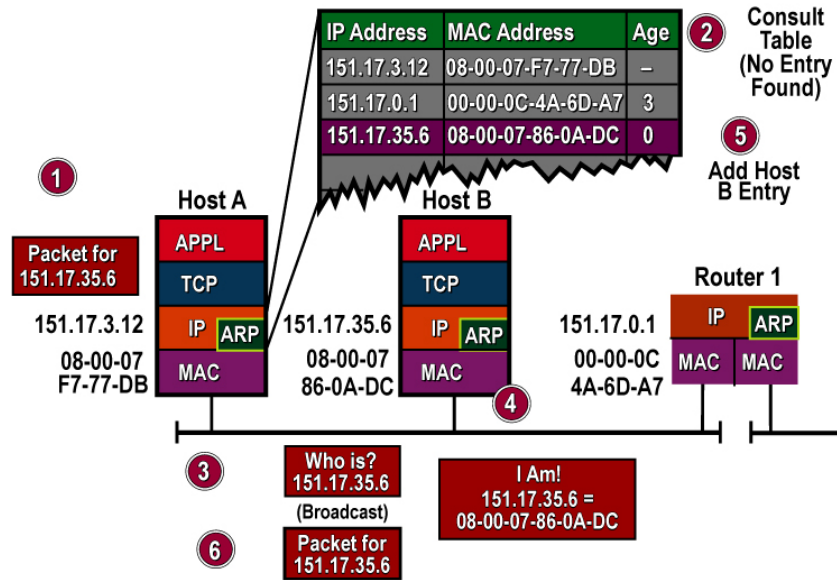 IP Address MAC Address Age
151.17.3.12 08-00-07-F7-77-DB –
151.17.0.1 00-00-0C-4A-6D-A7 3
151.17.35.6 08-00-07-86-0A-DC 0
2
Consult
Table
(No Entry
Found)
5
Add Host
B Entry
1
Packet for
151.17.35.6
Host A
APPL
TCP
IP ARP
MAC
151.17.3.12
08-00-07
F7-77-DB
Host B
APPL
TCP
IP ARP
MAC
151.17.35.6
08-00-07
86-0A-DC
4
Router 1
IP ARP
MAC MAC
151.17.0.1
00-00-0C
4A-6D-A7
3
Who is?
151.17.35.6
(Broadcast)
I Am!
151.17.35.6 =
08-00-07-86-0A-DC
6
Packet for
151.17.35.6